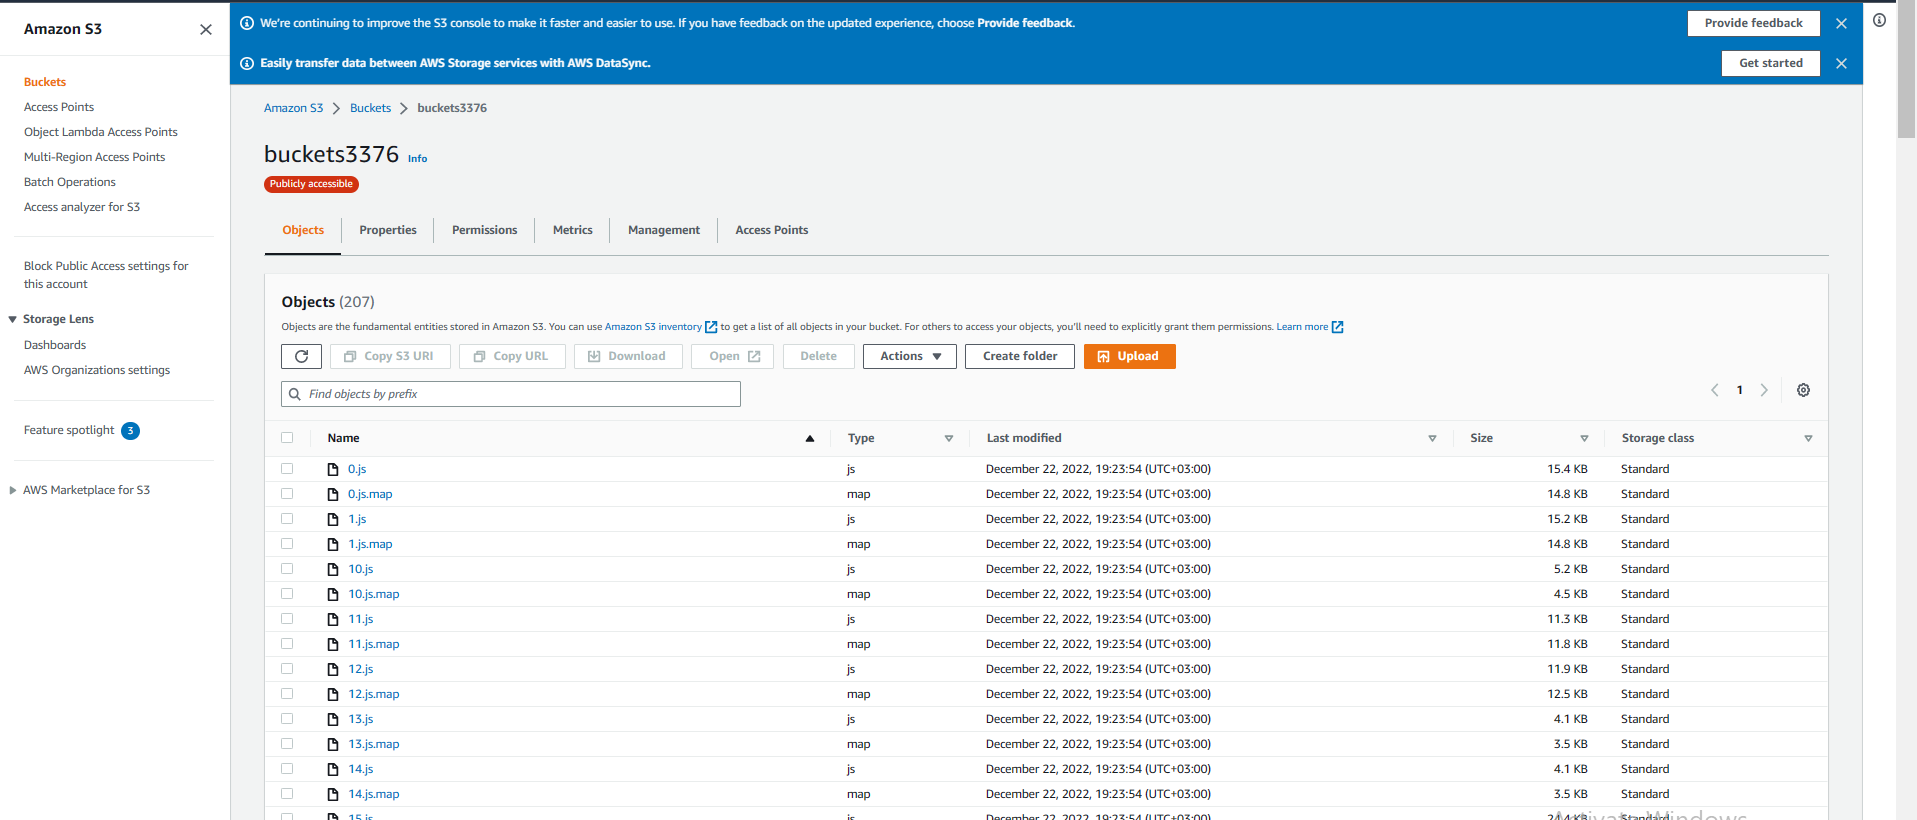 Amazon S3
We're continuing to improve the S3 console to make it faster and easier to use. If you have feedback on the updated experience, choose Provide feedback.
Provide feedback
Easily transfer data between AWS Storage services with AWS DataSync.
Get started
Buckets
Access Points
Object Lambda Access Points
Multi-Region Access Points
Batch Operations
Access analyzer for S3
Block Public Access settings for
this account
Storage Lens
Dashboards
AWS Organizations settings
Feature spotlight 3
AWS Marketplace for S3
Amazon S3 > Buckets > buckets3376
buckets3376 Info
Publicly accessible
Objects Properties Permissions Metrics Management Access Points
Objects (207)
Objects are the fundamental entities stored in Amazon S3. You can use Amazon S3 inventory to get a list of all objects in your bucket. For others to access your objects, you'll need to explicitly grant them permissions. Learn more
Copy S3 URI Copy URL Download Open Delete Actions Create folder Upload
Find objects by prefix
1
Name Type Last modified Size Storage class
0.js js December 22, 2022, 19:23:54 (UTC+03:00) 15.4 KB Standard
0.js.map map December 22, 2022, 19:23:54 (UTC+03:00) 14.8 KB Standard
1.js js December 22, 2022, 19:23:54 (UTC+03:00) 15.2 KB Standard
1.js.map map December 22, 2022, 19:23:54 (UTC+03:00) 14.8 KB Standard
10.js js December 22, 2022, 19:23:54 (UTC+03:00) 5.2 KB Standard
10.js.map map December 22, 2022, 19:23:54 (UTC+03:00) 4.5 KB Standard
11.js js December 22, 2022, 19:23:54 (UTC+03:00) 11.3 KB Standard
11.js.map map December 22, 2022, 19:23:54 (UTC+03:00) 11.8 KB Standard
12.js js December 22, 2022, 19:23:54 (UTC+03:00) 11.9 KB Standard
12.js.map map December 22, 2022, 19:23:54 (UTC+03:00) 12.5 KB Standard
13.js js December 22, 2022, 19:23:54 (UTC+03:00) 4.1 KB Standard
13.js.map map December 22, 2022, 19:23:54 (UTC+03:00) 3.5 KB Standard
14.js js December 22, 2022, 19:23:54 (UTC+03:00) 4.1 KB Standard
14.js.map map December 22, 2022, 19:23:54 (UTC+03:00) 3.5 KB Standard
15.js js December 22, 2022, 19:23:54 (UTC+03:00) Standard
Activate Windows